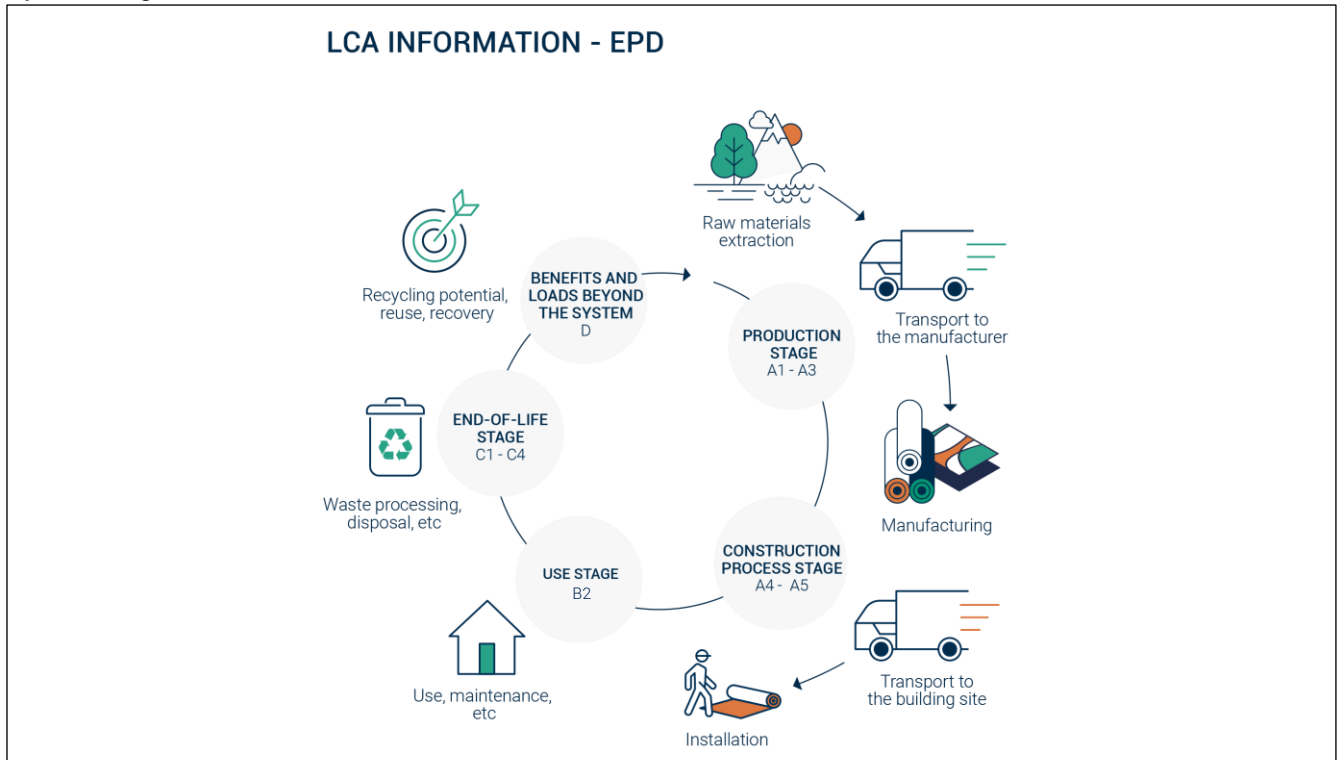 LCA INFORMATION - EPD
Raw materials
extraction
Transport to
the manufacturer
Manufacturing
PRODUCTION
STAGE
A1 - A3
CONSTRUCTION
PROCESS STAGE
A4 - A5
Transport to
the building site
Installation
USE STAGE
B2
Use, maintenance,
etc
END-OF-LIFE
STAGE
C1 - C4
Waste processing,
disposal, etc
BENEFITS AND
LOADS BEYOND
THE SYSTEM
D
Recycling potential,
reuse, recovery